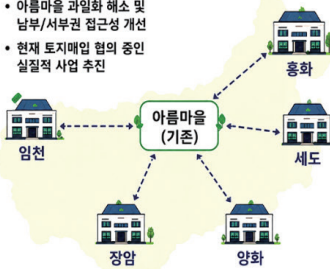 • 아름마을 과일화 해소 및
남부/서부권 접근성 개선
• 현재 토지매입 협의 중인
실질적 사업 추진
홍화
아름마을
(기존)
임천
세도
장암
양화